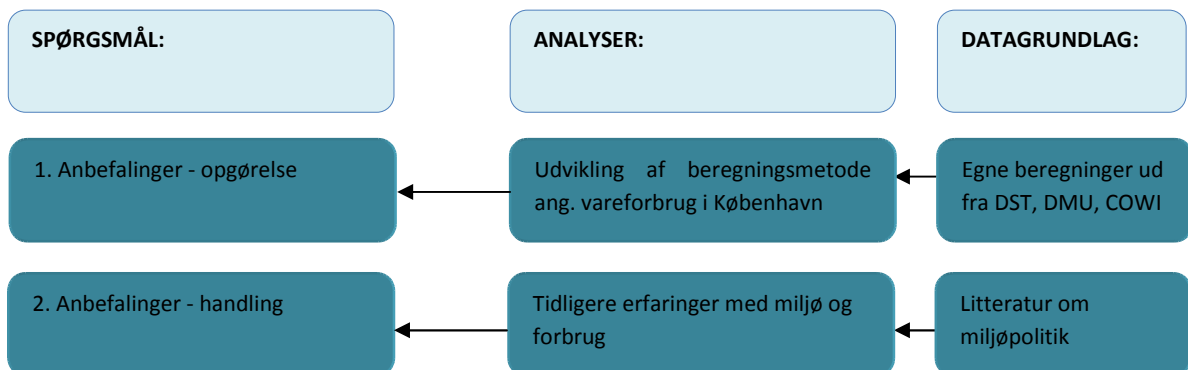 SPØRGSMÅL:
ANALYSER:
DATAGRUNDLAG:
1. Anbefalinger - opgørelse
Udvikling af beregningsmetode
ang. vareforbrug i København
Egne beregninger ud
fra DST, DMU, COWI
2. Anbefalinger - handling
Tidligere erfaringer med miljø og
forbrug
Litteratur om
miljøpolitik